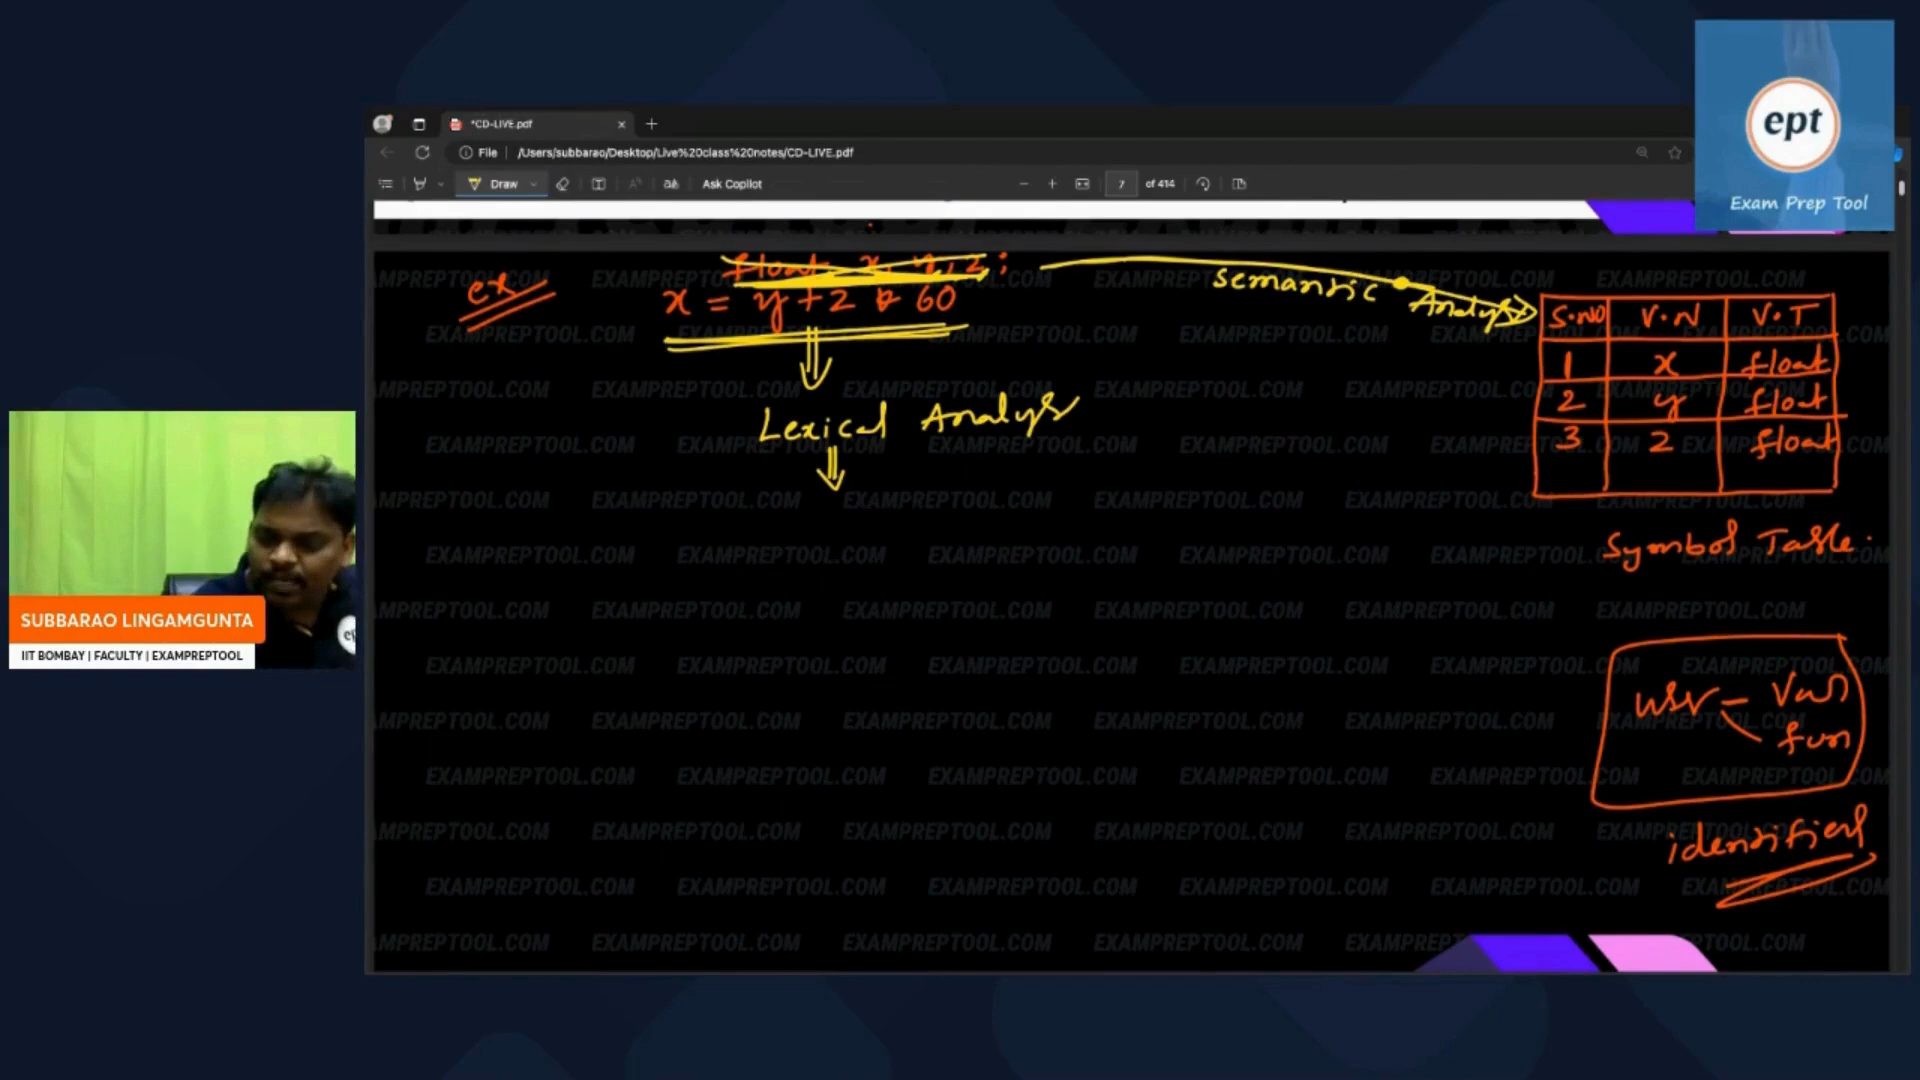 ept
Exam Prep Tool
*CD-LIVE.pdf
File | /Users/subbarao/Desktop/Live%20class%20notes/CD-LIVE.pdf
Draw
Ask Copilot
7 of 414
ex
float x, y, z;
x = y + z * 60
Lexical Analysis
semantic Analysis
S.NO V.N V.T
1 x float
2 y float
3 z float
Symbol Table.
usr - Var
fun
identifier
SUBBARAO LINGAMGUNTA
IIT BOMBAY | FACULTY | EXAMPREPTOOL
EXAMPREPTOOL.COM